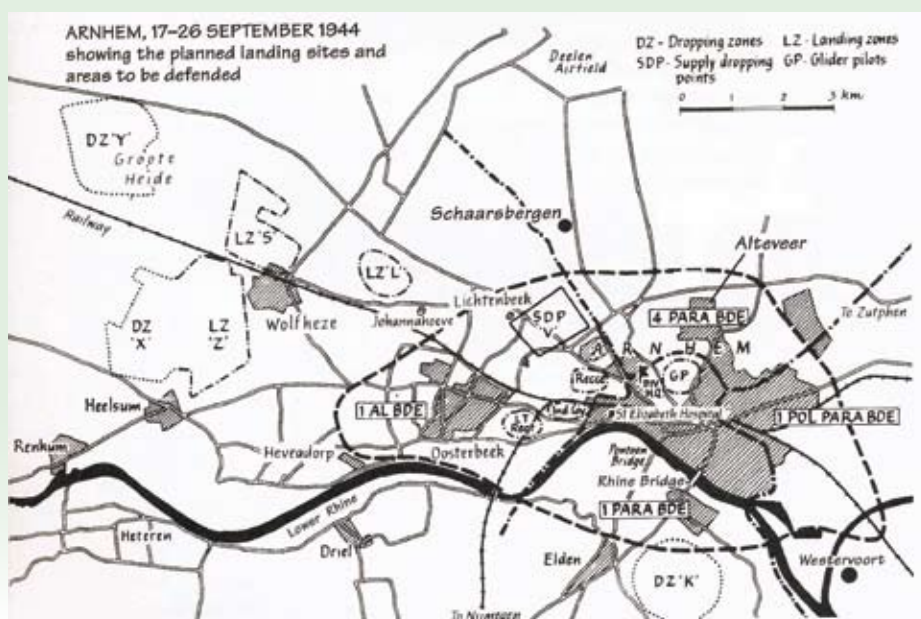 ARNHEM, 17–26 SEPTEMBER 1944
showing the planned landing sites and
areas to be defended
DZ - Dropping zones LZ - Landing zones
SDP - Supply dropping points GP - Glider pilots
0 1 2 3 km
Deelen
Airfield
DZ 'Y'
Groote
Heide
Railway
Schaarsbergen
LZ 'S'
LZ 'L'
Alteveer
Lichtenbeek
SDP
'V'
4 PARA BDE
To Zutphen
Wolfheze
Johannahoeve
DZ
'X'
LZ
'Z'
ARNHEM
Recce
DIV
HQ
GP
Heelsum
1 AL BDE
St Elizabeth Hospital
1 POL PARA BDE
Renkum
Heveadorp
Oosterbeek
Pontoon
Bridge
Rhine Bridge
1 PARA BDE
Lower Rhine
Heteren
Driel
Elden
Westervoort
DZ 'K'
To Nijmegen